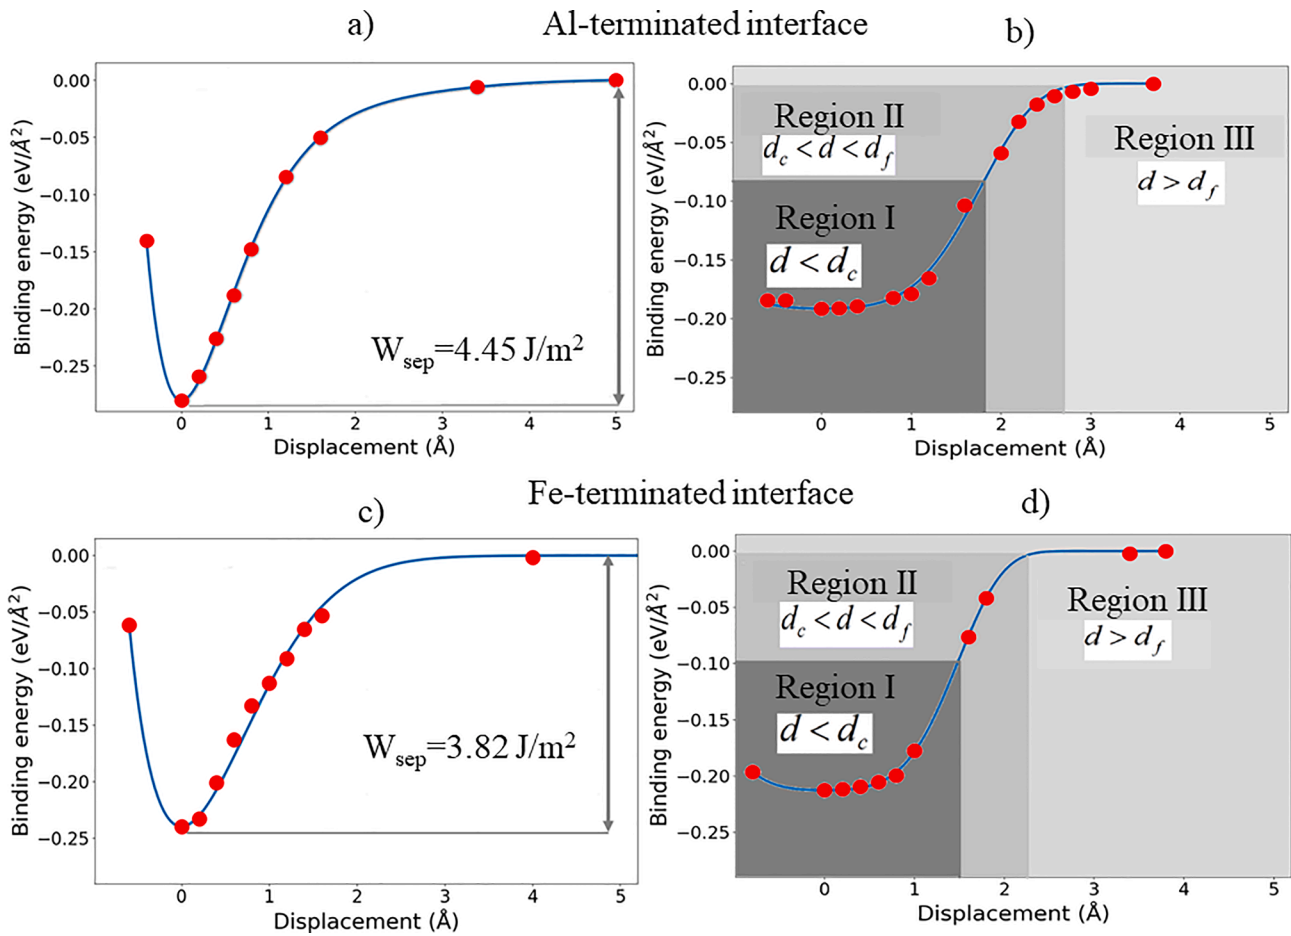 Al-terminated interface
a)
b)
0.00
−0.05
−0.10
−0.15
−0.20
−0.25
Binding energy (eV/Å²)
W_sep=4.45 J/m²
0 1 2 3 4 5
Displacement (Å)
0.00
−0.05
−0.10
−0.15
−0.20
−0.25
Binding energy (eV/Å²)
Region II
d_c < d < d_f
Region III
d > d_f
Region I
d < d_c
0 1 2 3 4 5
Displacement (Å)
Fe-terminated interface
c)
d)
0.00
−0.05
−0.10
−0.15
−0.20
−0.25
Binding energy (eV/Å²)
W_sep=3.82 J/m²
0 1 2 3 4 5
Displacement (Å)
0.00
−0.05
−0.10
−0.15
−0.20
−0.25
Binding energy (eV/Å²)
Region II
d_c < d < d_f
Region III
d > d_f
Region I
d < d_c
0 1 2 3 4 5
Displacement (Å)